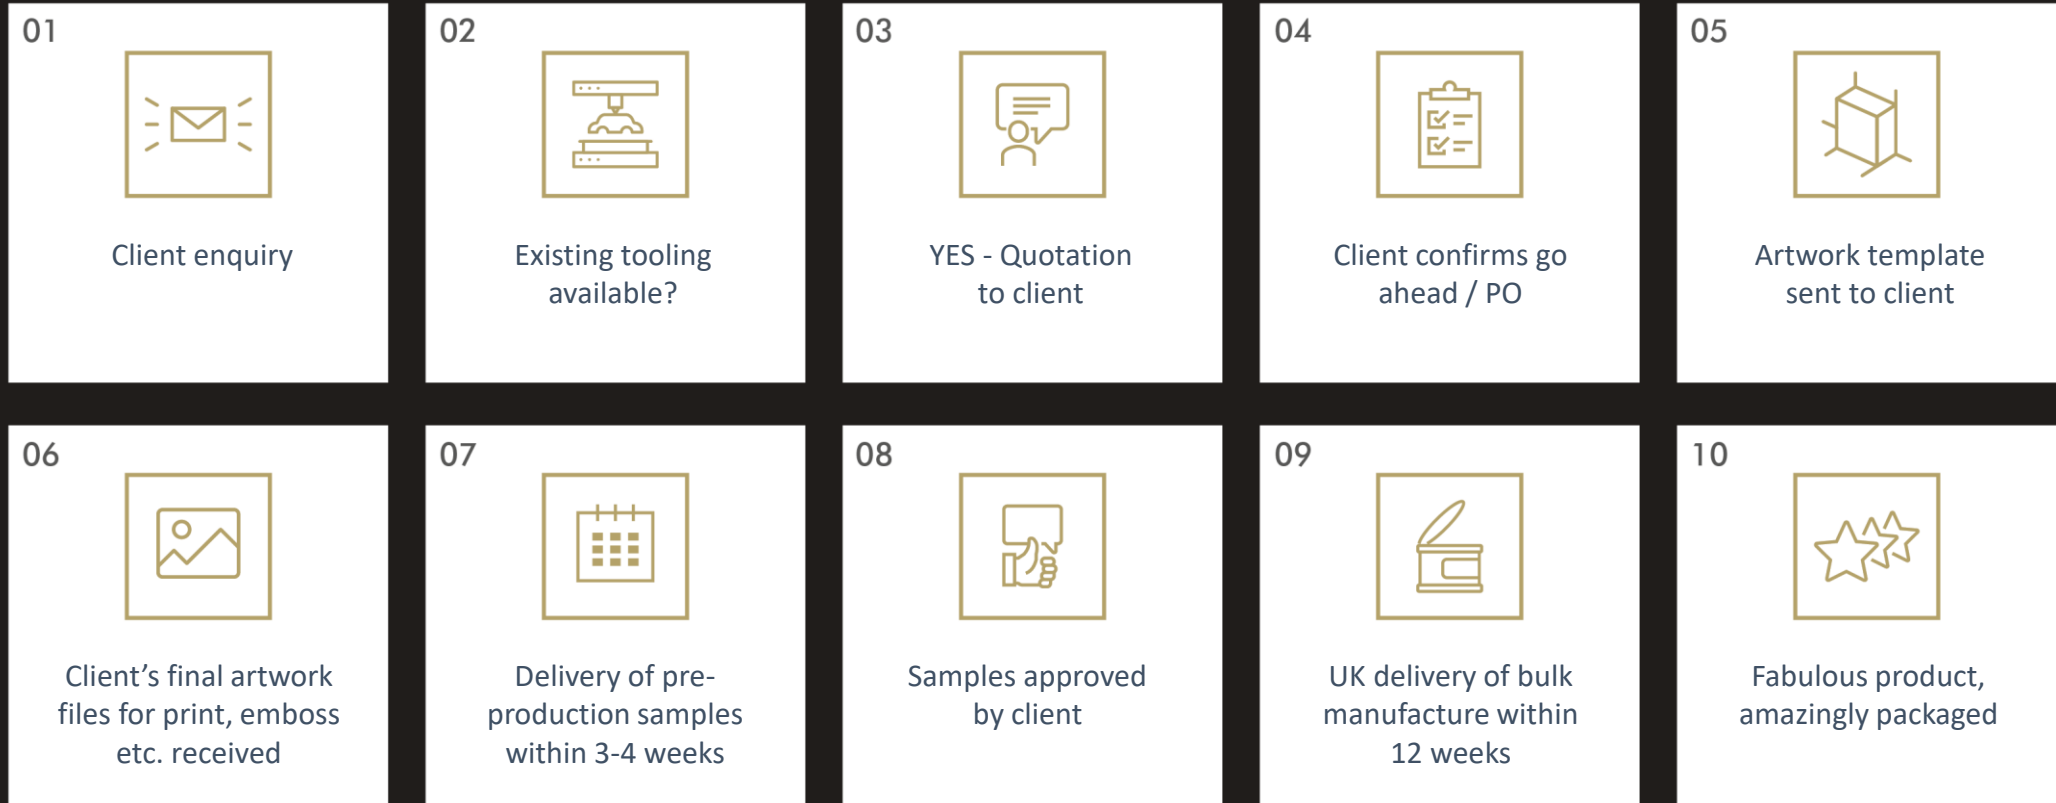 01
Client enquiry
02
Existing tooling
available?
03
YES - Quotation
to client
04
Client confirms go
ahead / PO
05
Artwork template
sent to client
06
Client’s final artwork
files for print, emboss
etc. received
07
Delivery of pre-
production samples
within 3-4 weeks
08
Samples approved
by client
09
UK delivery of bulk
manufacture within
12 weeks
10
Fabulous product,
amazingly packaged